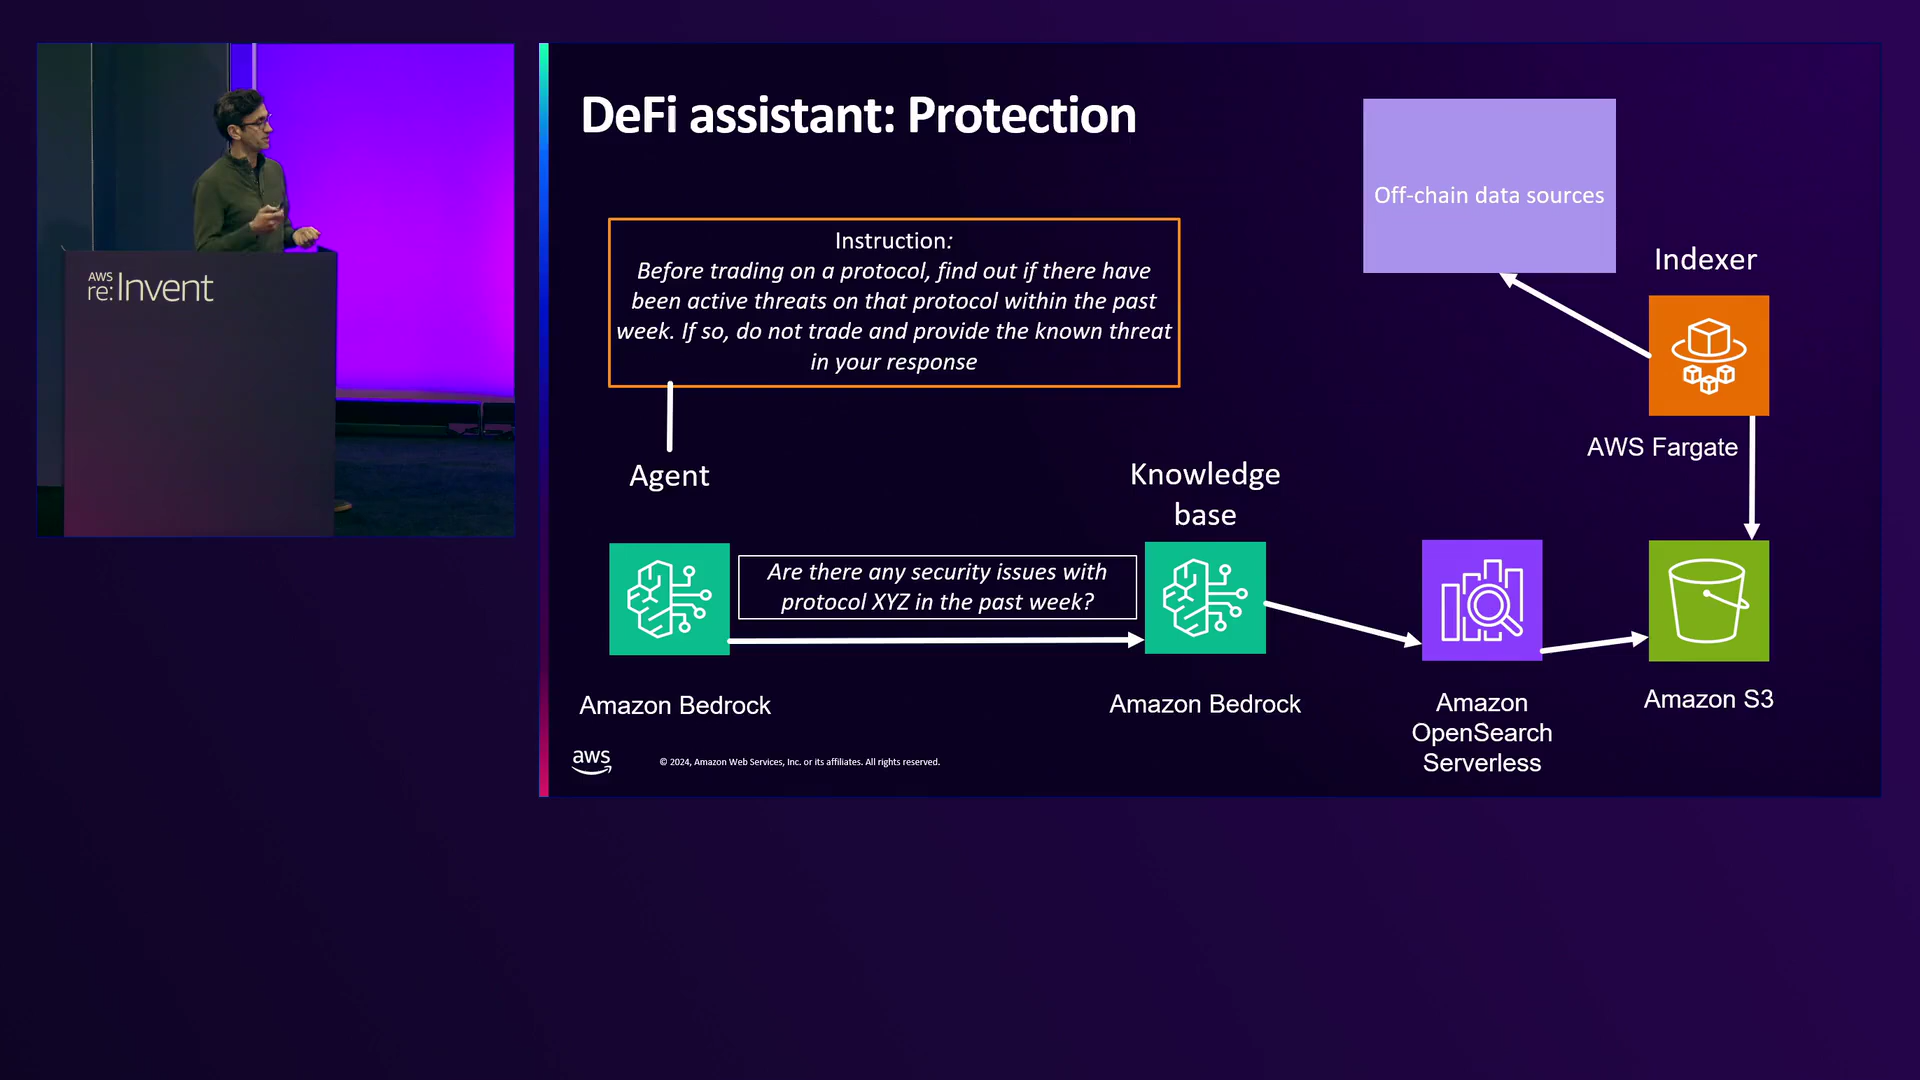 AWS
re:Invent
DeFi assistant: Protection
Instruction:
Before trading on a protocol, find out if there have
been active threats on that protocol within the past
week. If so, do not trade and provide the known threat
in your response
Off-chain data sources
Indexer
AWS Fargate
Agent
Knowledge
base
Are there any security issues with
protocol XYZ in the past week?
Amazon Bedrock
Amazon Bedrock
Amazon
OpenSearch
Serverless
Amazon S3
aws
© 2024, Amazon Web Services, Inc. or its affiliates. All rights reserved.